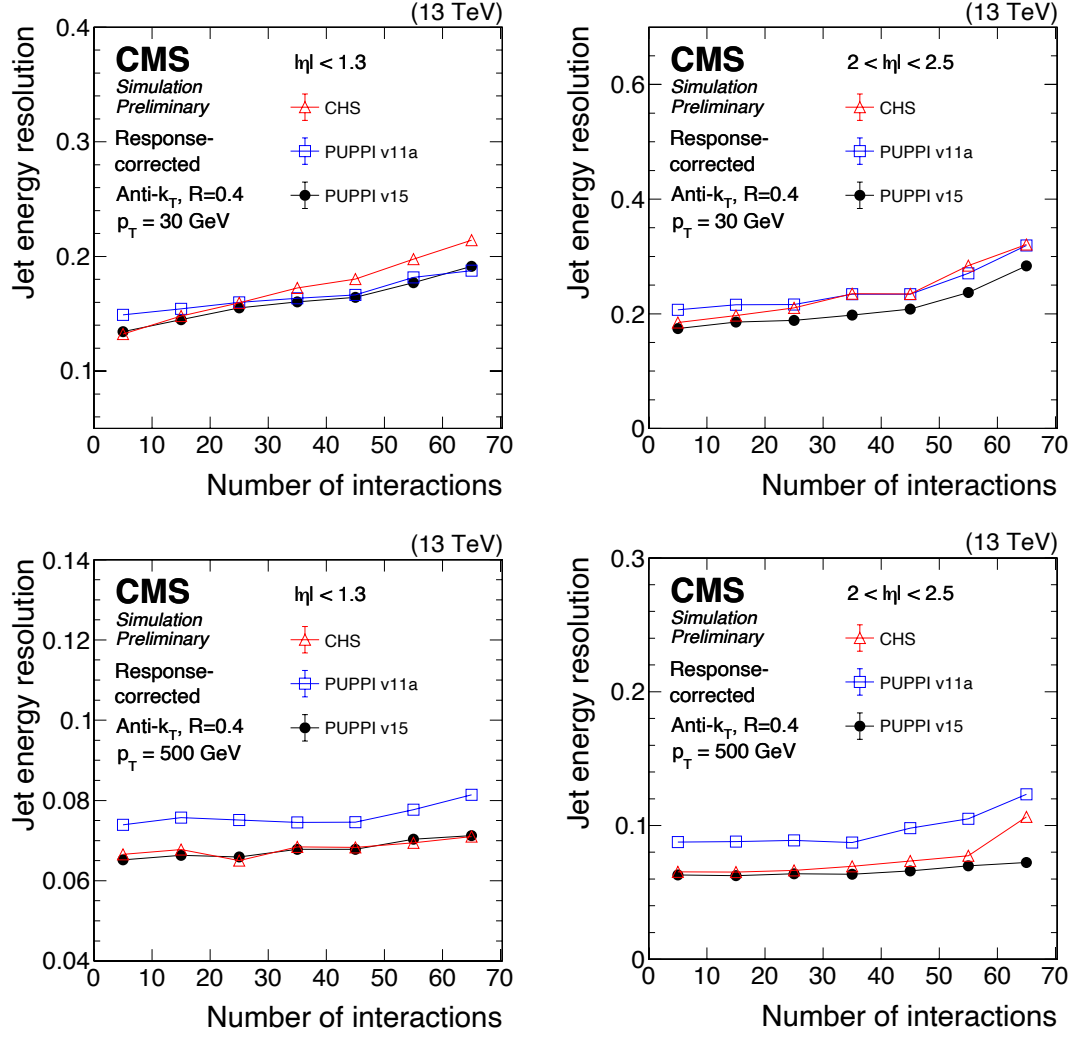 (13 TeV)
Jet energy resolution
0.4
0.3
0.2
0.1
CMS
Simulation
Preliminary
Response-
corrected
Anti-k_T, R=0.4
p_T = 30 GeV
|η| < 1.3
CHS
PUPPI v11a
PUPPI v15
0 10 20 30 40 50 60 70
Number of interactions
(13 TeV)
Jet energy resolution
0.6
0.4
0.2
0
CMS
Simulation
Preliminary
Response-
corrected
Anti-k_T, R=0.4
p_T = 30 GeV
2 < |η| < 2.5
CHS
PUPPI v11a
PUPPI v15
0 10 20 30 40 50 60 70
Number of interactions
(13 TeV)
Jet energy resolution
0.14
0.12
0.1
0.08
0.06
0.04
CMS
Simulation
Preliminary
Response-
corrected
Anti-k_T, R=0.4
p_T = 500 GeV
|η| < 1.3
CHS
PUPPI v11a
PUPPI v15
0 10 20 30 40 50 60 70
Number of interactions
(13 TeV)
Jet energy resolution
0.3
0.2
0.1
0
CMS
Simulation
Preliminary
Response-
corrected
Anti-k_T, R=0.4
p_T = 500 GeV
2 < |η| < 2.5
CHS
PUPPI v11a
PUPPI v15
0 10 20 30 40 50 60 70
Number of interactions